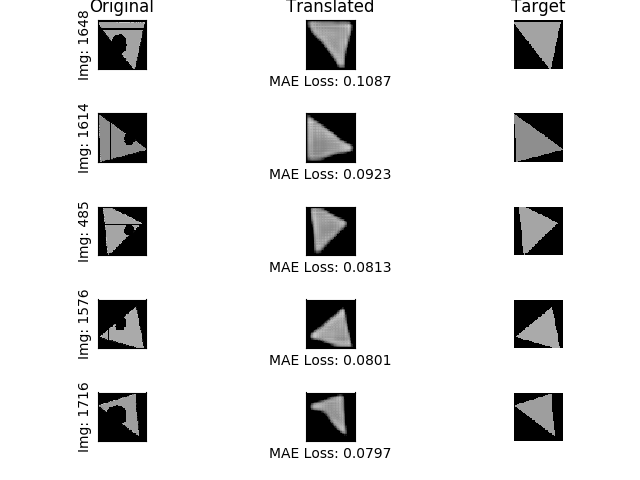 Original Translated Target
Img: 1648
MAE Loss: 0.1087
Img: 1614
MAE Loss: 0.0923
Img: 485
MAE Loss: 0.0813
Img: 1576
MAE Loss: 0.0801
Img: 1716
MAE Loss: 0.0797